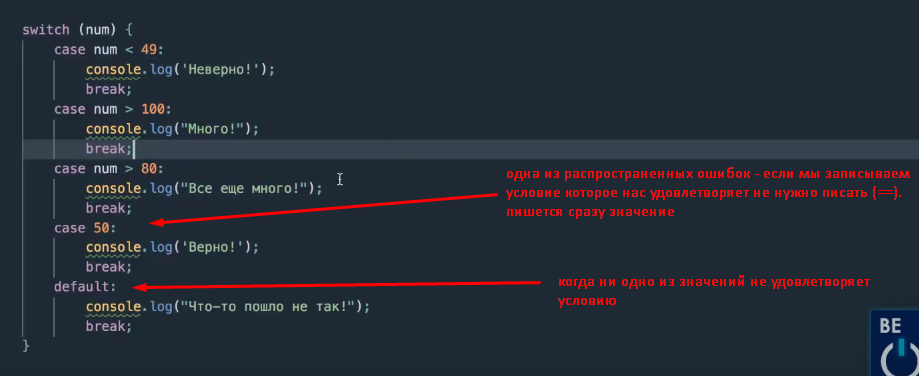 switch (num) {
case num < 49:
console.log('Неверно!');
break;
case num > 100:
console.log("Много!");
break;
case num > 80:
console.log("Все еще много!");
break;
case 50:
console.log('Верно!');
break;
default:
console.log("Что-то пошло не так!");
break;
}
одна из распространенных ошибок - если мы записываем
условие которое нас удовлетворяет не нужно писать (==).
пишется сразу значение
когда ни одно из значений не удовлетворяет
условию
BE